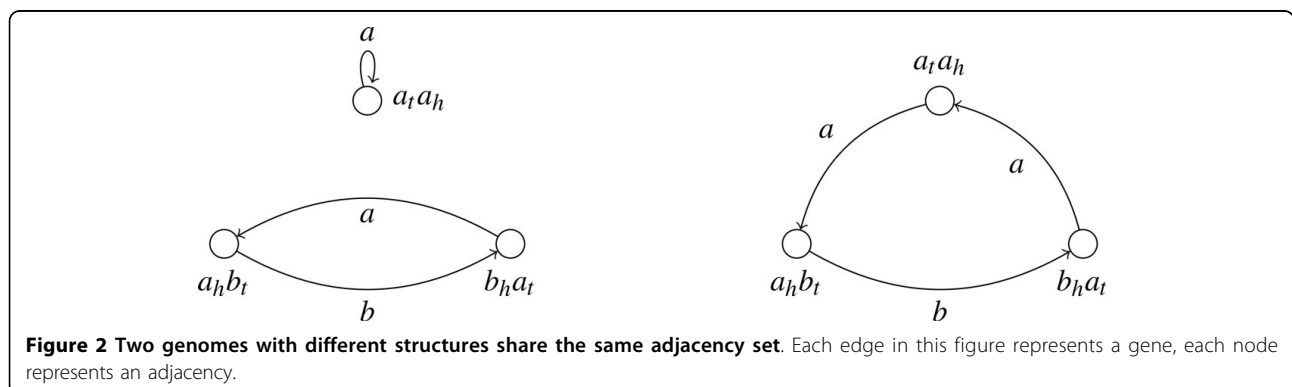 a
a_t a_h
a
a_h b_t
b_h a_t
b
a_t a_h
a
a
a_h b_t
b_h a_t
b
Figure 2 Two genomes with different structures share the same adjacency set. Each edge in this figure represents a gene, each node
represents an adjacency.